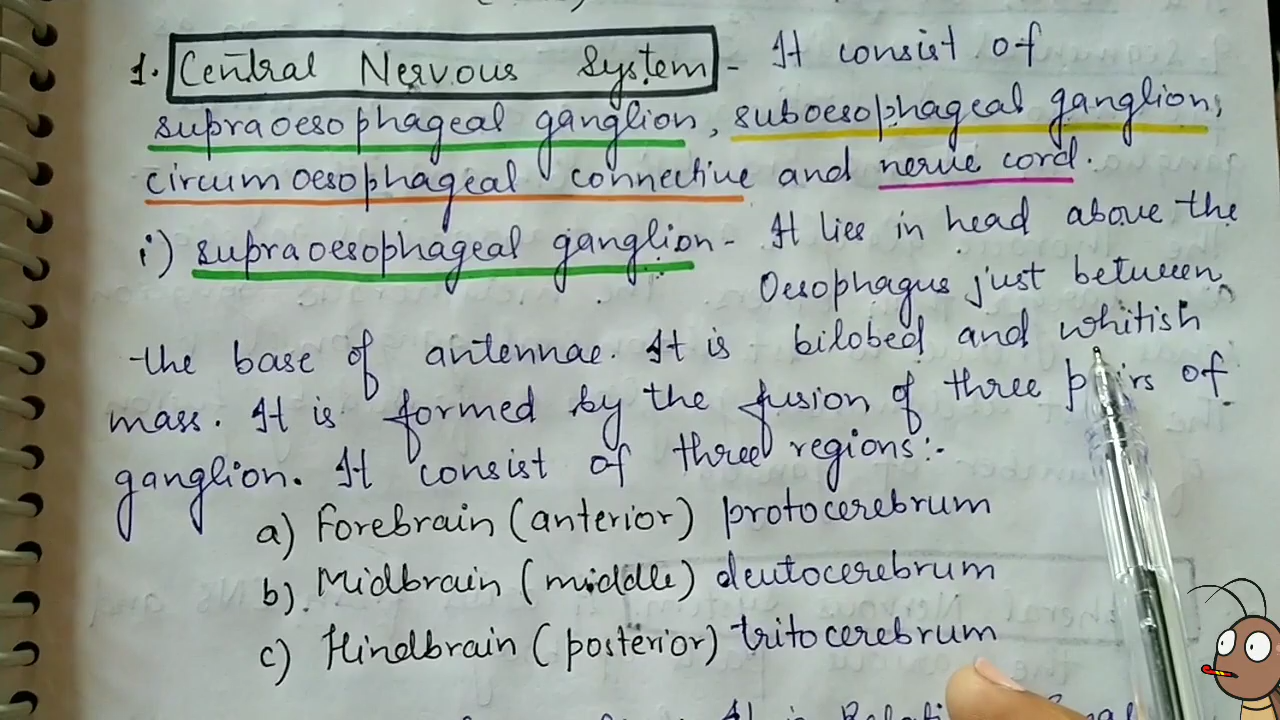 1. Central Nervous System - It consist of
supraoesophageal ganglion, suboesophageal ganglion,
circumoesophageal connective and nerve cord.
i) supraoesophageal ganglion - It lies in head above the
Oesophagus just between
the base of antennae. It is bilobed and whitish
mass. It is formed by the fusion of three pairs of
ganglion. It consist of three regions:-
a) Forebrain (anterior) protocerebrum
b) Midbrain (middle) deutocerebrum
c) Hindbrain (posterior) tritocerebrum
It is